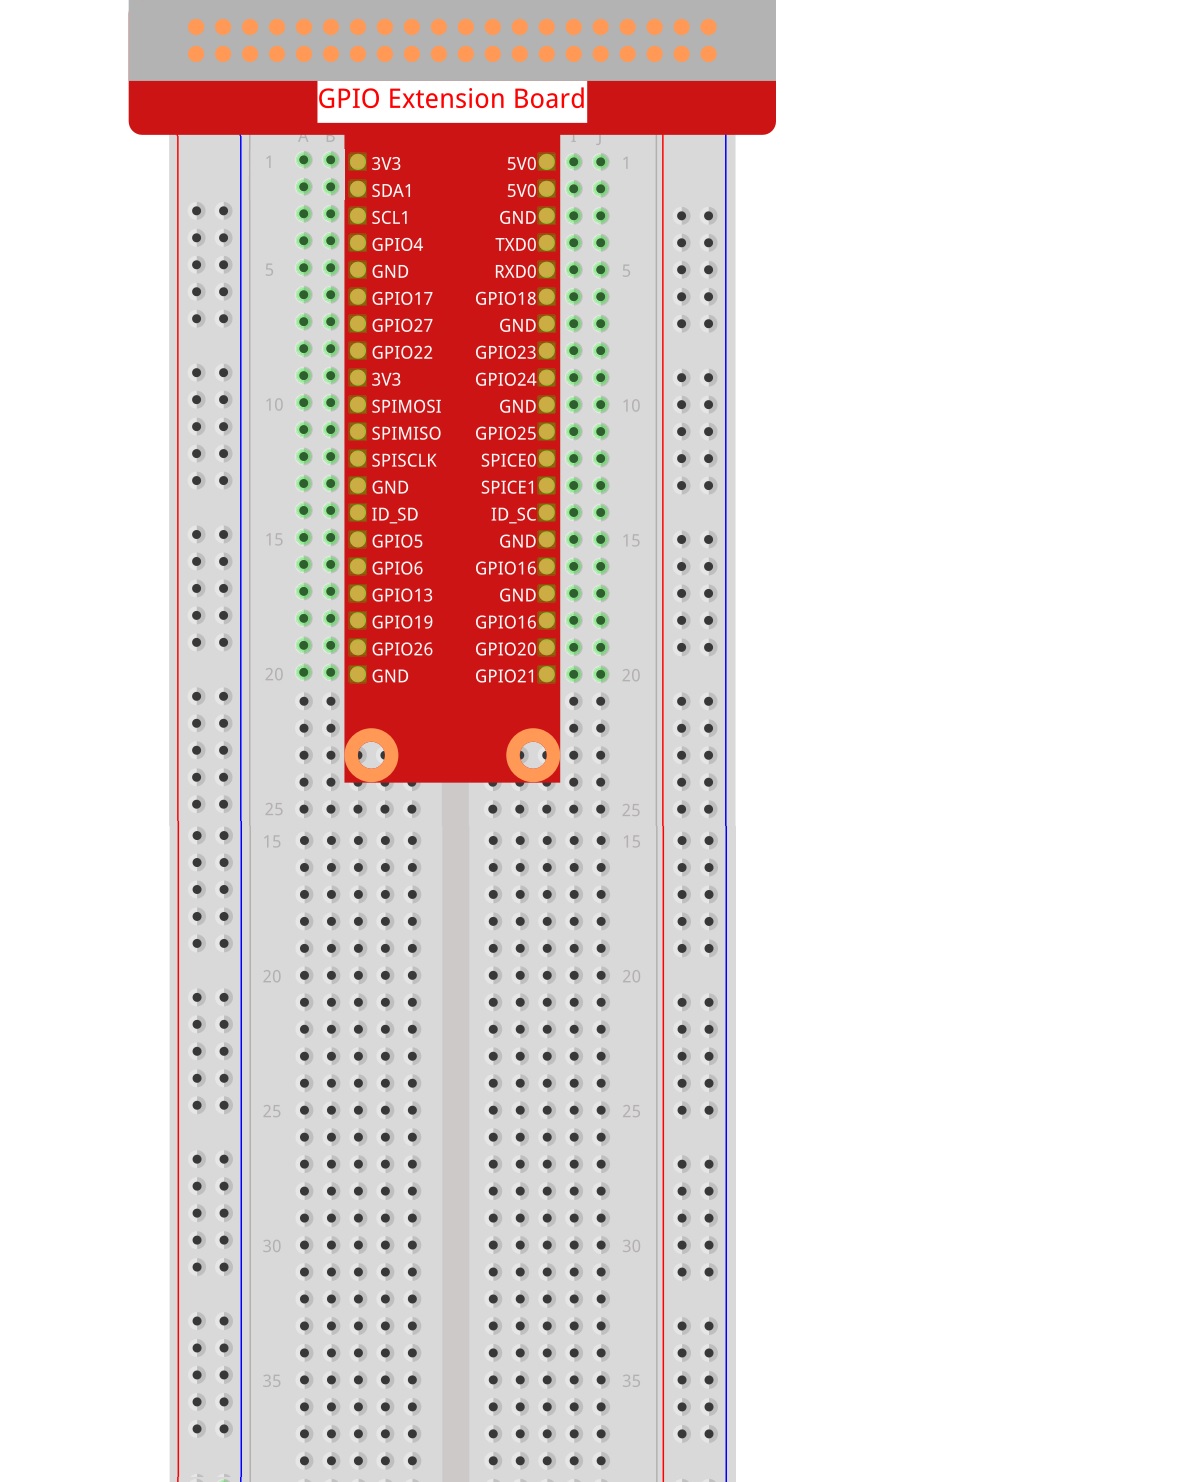 GPIO Extension Board
A B I J
1 3V3 5V0 1
SDA1 5V0
SCL1 GND
GPIO4 TXD0
5 GND RXD0 5
GPIO17 GPIO18
GPIO27 GND
GPIO22 GPIO23
3V3 GPIO24
10 SPIMOSI GND 10
SPIMISO GPIO25
SPISCLK SPICE0
GND SPICE1
ID_SD ID_SC
15 GPIO5 GND 15
GPIO6 GPIO16
GPIO13 GND
GPIO19 GPIO16
GPIO26 GPIO20
20 GND GPIO21 20
25 25
15 15
20 20
25 25
30 30
35 35